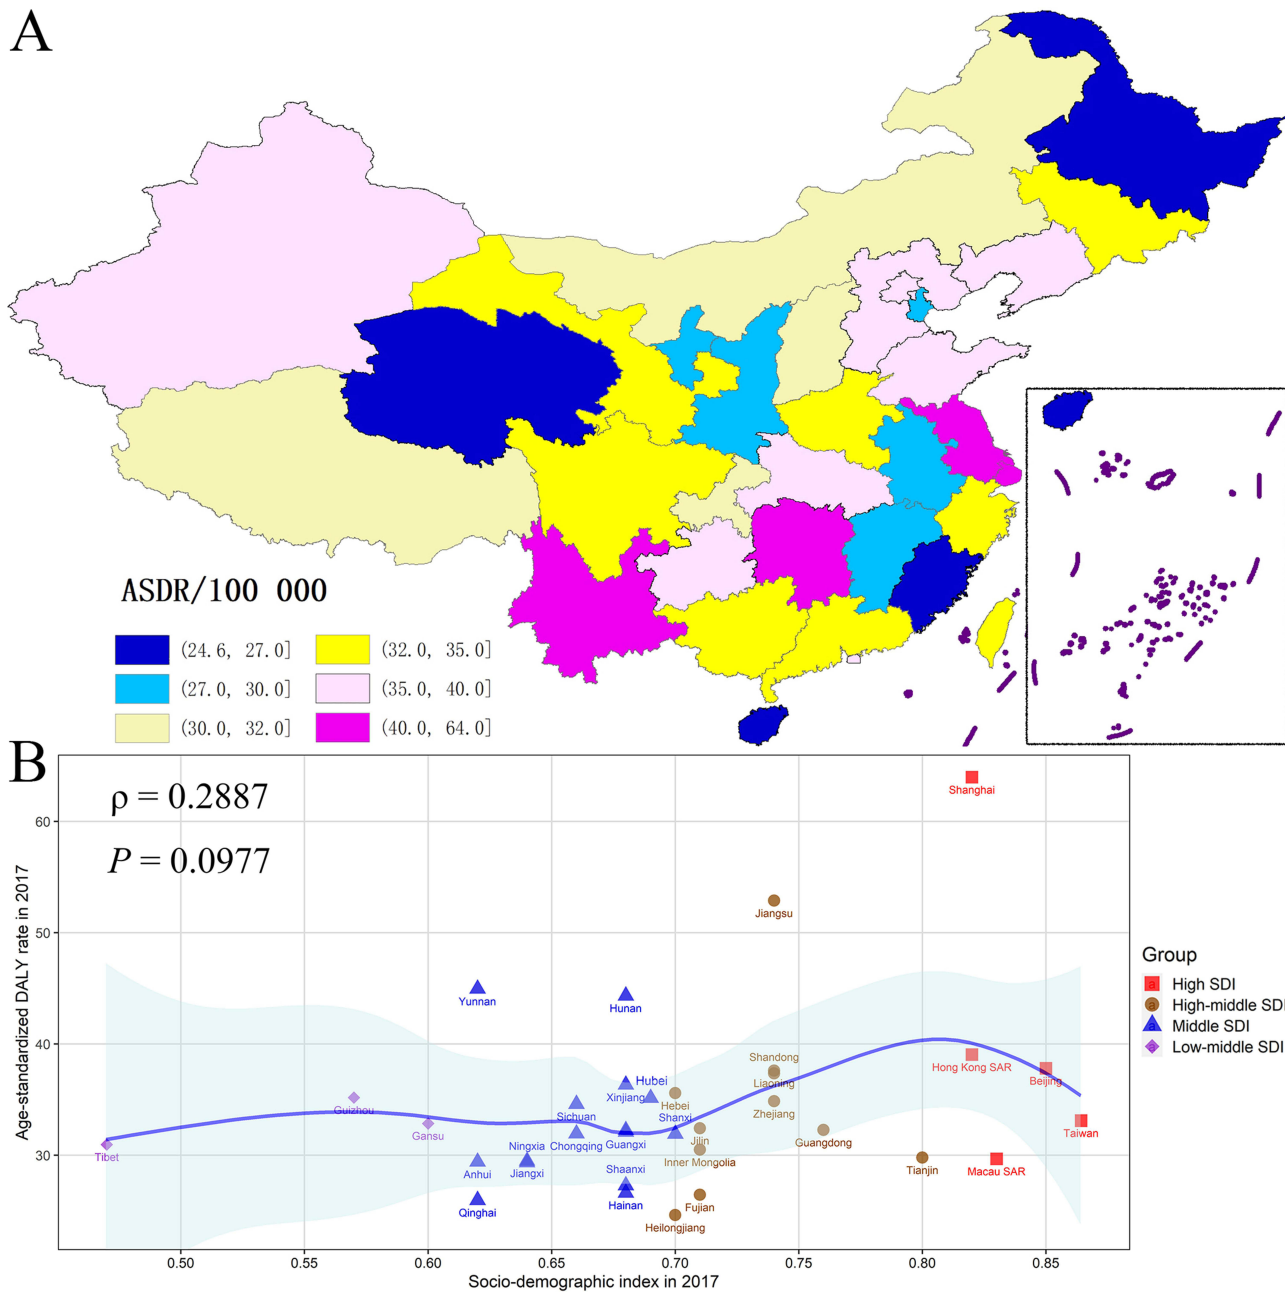 A
ASDR/100 000
(24.6, 27.0]
(32.0, 35.0]
(27.0, 30.0]
(35.0, 40.0]
(30.0, 32.0]
(40.0, 64.0]
B
ρ = 0.2887
P = 0.0977
Age-standardized DALY rate in 2017
60
50
40
30
Shanghai
Jiangsu
Yunnan
Hunan
Shandong
Hong Kong SAR
Hubei
Beijing
Liaoning
Xinjiang
Hebei
Guizhou
Zhejiang
Sichuan
Shanxi
Taiwan
Gansu
Ningxia
Chongqing
Guangxi
Jilin
Guangdong
Tibet
Inner Mongolia
Shaanxi
Anhui
Jiangxi
Tianjin
Macau SAR
Hainan
Fujian
Qinghai
Heilongjiang
0.50
0.55
0.60
0.65
0.70
0.75
0.80
0.85
Socio-demographic index in 2017
Group
a High SDI
a High-middle SDI
a Middle SDI
a Low-middle SDI